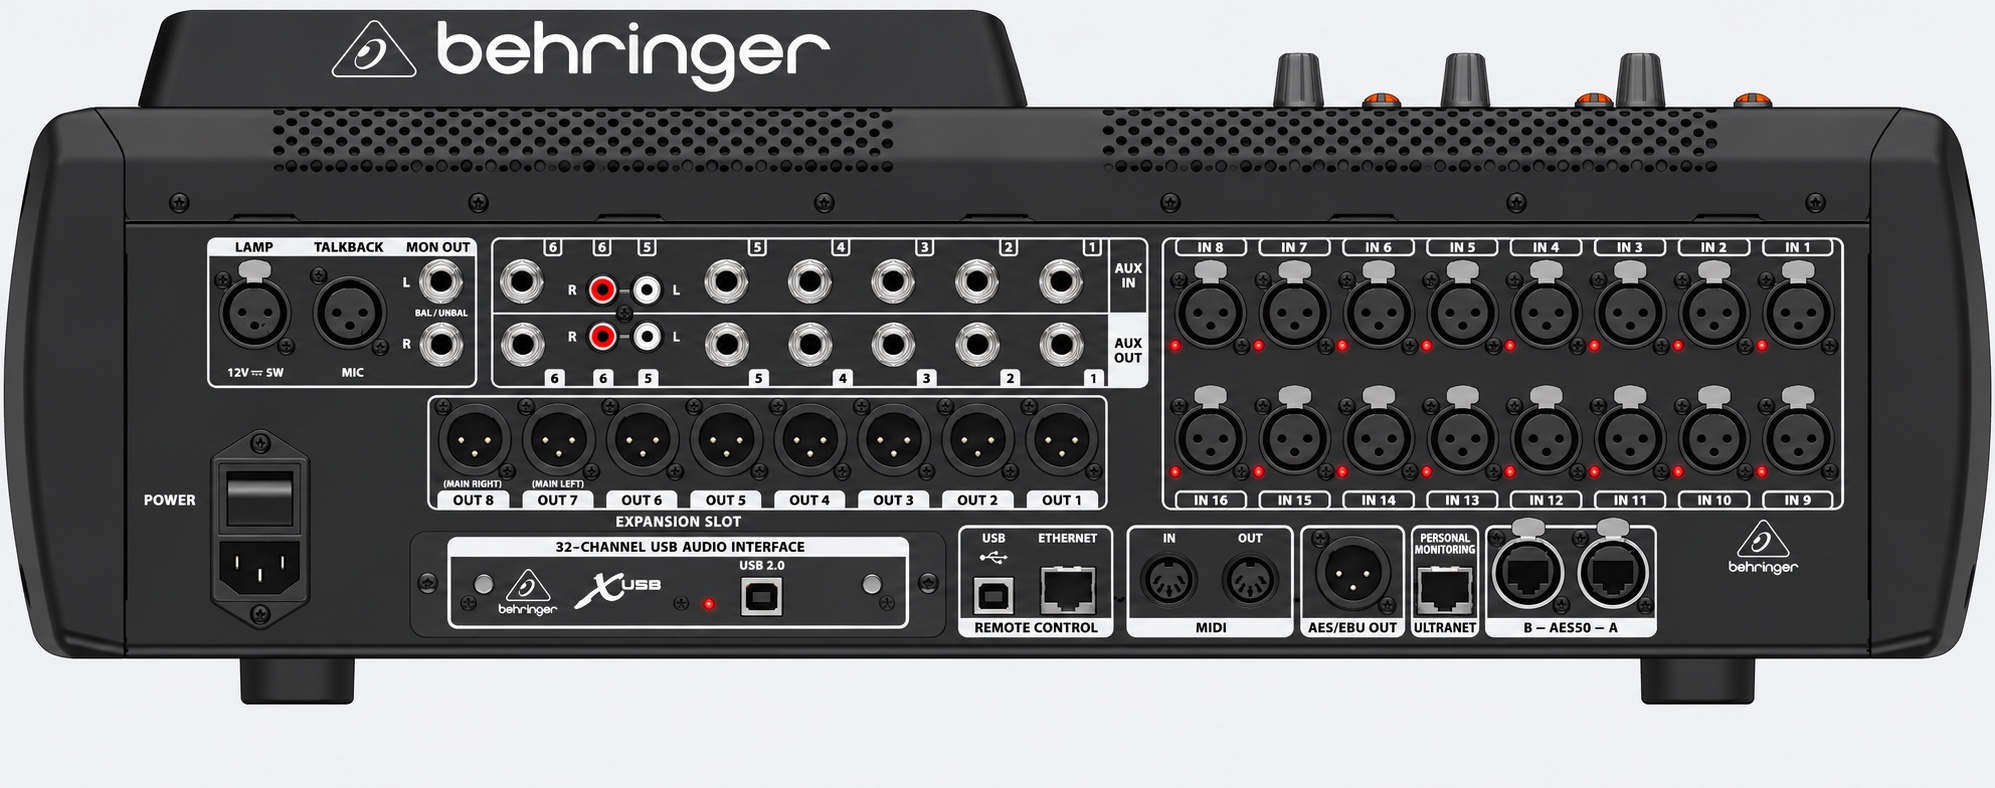 behringer
LAMP TALKBACK MON OUT
L
BAL / UNBAL
R
12V SW MIC
6 6 5 5 4 3 2 1
R L
AUX
IN
R L
AUX
OUT
6 6 5 5 4 3 2 1
IN 8 IN 7 IN 6 IN 5 IN 4 IN 3 IN 2 IN 1
IN 16 IN 15 IN 14 IN 13 IN 12 IN 11 IN 10 IN 9
(MAIN RIGHT) (MAIN LEFT)
OUT 8 OUT 7 OUT 6 OUT 5 OUT 4 OUT 3 OUT 2 OUT 1
POWER
EXPANSION SLOT
32-CHANNEL USB AUDIO INTERFACE
USB 2.0
behringer
X USB
USB ETHERNET
REMOTE CONTROL
IN OUT
MIDI
AES/EBU OUT
PERSONAL
MONITORING
ULTRANET
B – AES50 – A
behringer